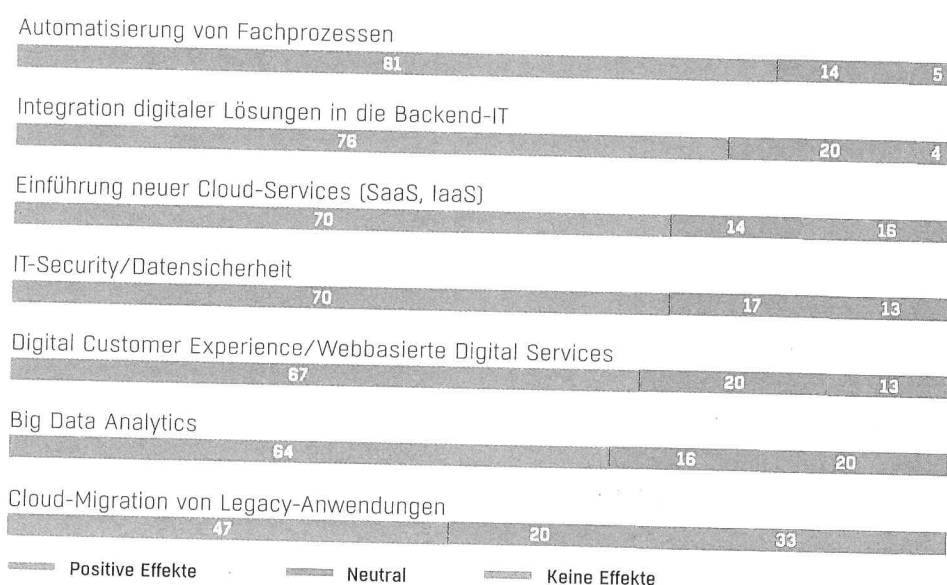 Automatisierung von Fachprozessen
81 14 5
Integration digitaler Lösungen in die Backend-IT
76 20 4
Einführung neuer Cloud-Services (SaaS, IaaS)
70 14 16
IT-Security/Datensicherheit
70 17 13
Digital Customer Experience/Webbasierte Digital Services
67 20 13
Big Data Analytics
64 16 20
Cloud-Migration von Legacy-Anwendungen
47 20 33
Positive Effekte Neutral Keine Effekte